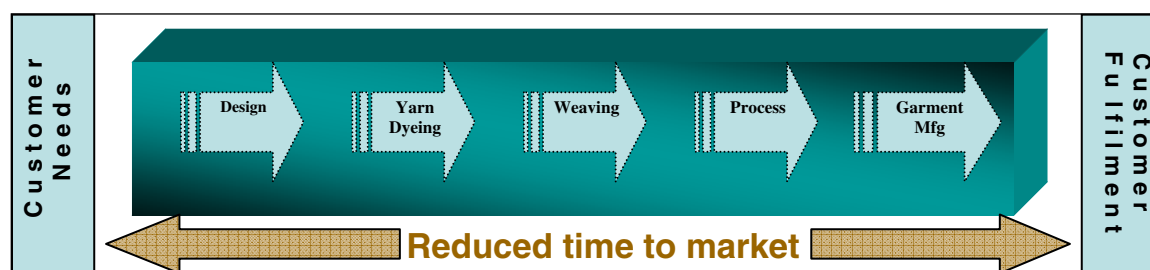 Customer
Needs
Design
Yarn
Dyeing
Weaving
Process
Garment
Mfg
Customer
Fulfilment
Reduced time to market